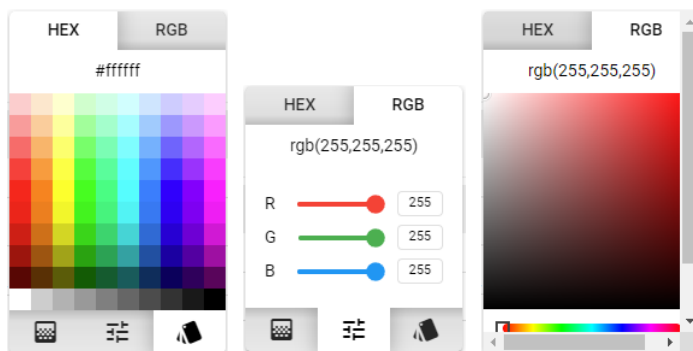 HEX RGB
#ffffff
HEX RGB
rgb(255,255,255)
R 255
G 255
B 255
HEX RGB
rgb(255,255,255)